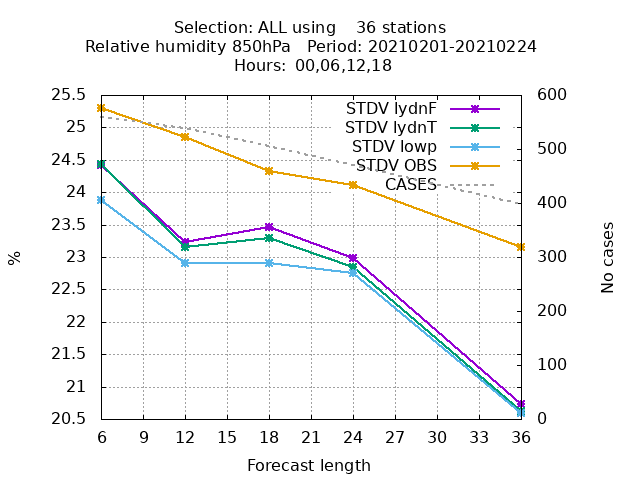 Selection: ALL using 36 stations
Relative humidity 850hPa Period: 20210201-20210224
Hours: 00,06,12,18
25.5
25
24.5
24
23.5
23
22.5
22
21.5
21
20.5
%
STDV lydnF
STDV lydnT
STDV lowp
STDV OBS
CASES
600
500
400
300
200
100
0
No cases
6 9 12 15 18 21 24 27 30 33 36
Forecast length